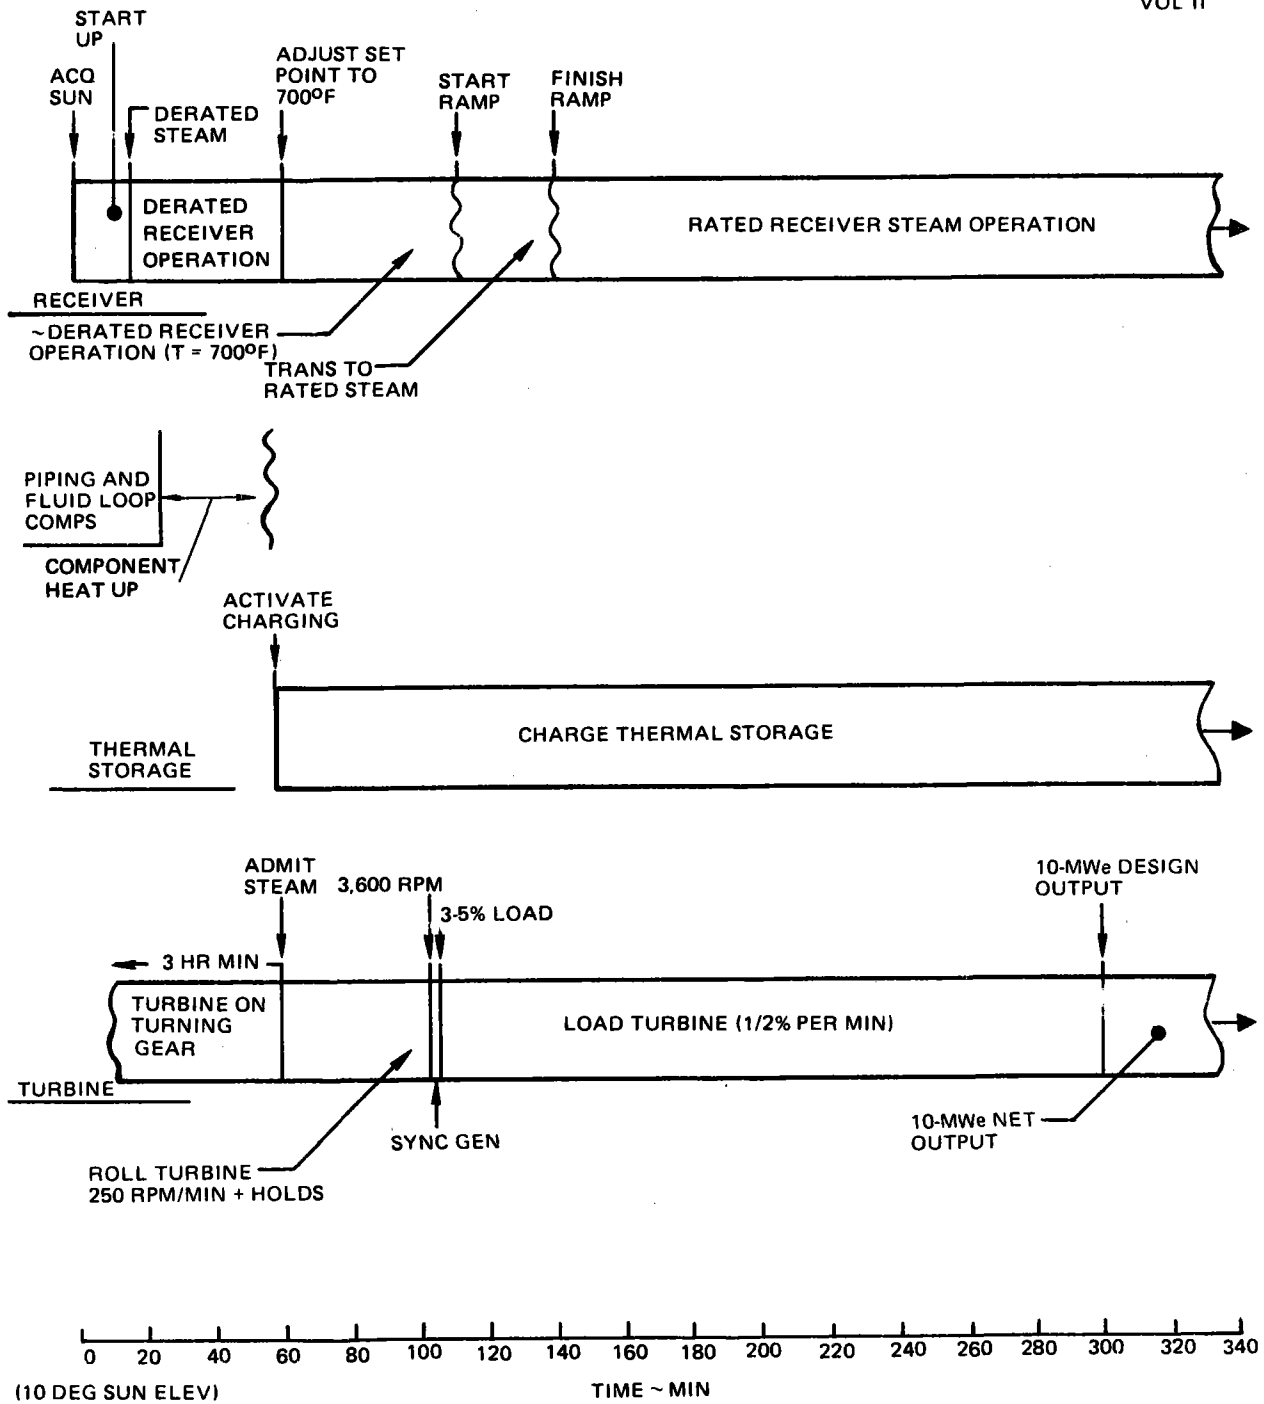 VOL II
START
UP
ACQ
SUN
DERATED
STEAM
ADJUST SET
POINT TO
700ºF
START
RAMP
FINISH
RAMP
DERATED
RECEIVER
OPERATION
RATED RECEIVER STEAM OPERATION
RECEIVER
~DERATED RECEIVER
OPERATION (T = 700ºF)
TRANS TO
RATED STEAM
PIPING AND
FLUID LOOP
COMPS
COMPONENT
HEAT UP
ACTIVATE
CHARGING
CHARGE THERMAL STORAGE
THERMAL
STORAGE
ADMIT
STEAM
3,600 RPM
3-5% LOAD
10-MWe DESIGN
OUTPUT
3 HR MIN
TURBINE ON
TURNING
GEAR
LOAD TURBINE (1/2% PER MIN)
TURBINE
SYNC GEN
10-MWe NET
OUTPUT
ROLL TURBINE
250 RPM/MIN + HOLDS
0 20 40 60 80 100 120 140 160 180 200 220 240 260 280 300 320 340
(10 DEG SUN ELEV)
TIME ~ MIN